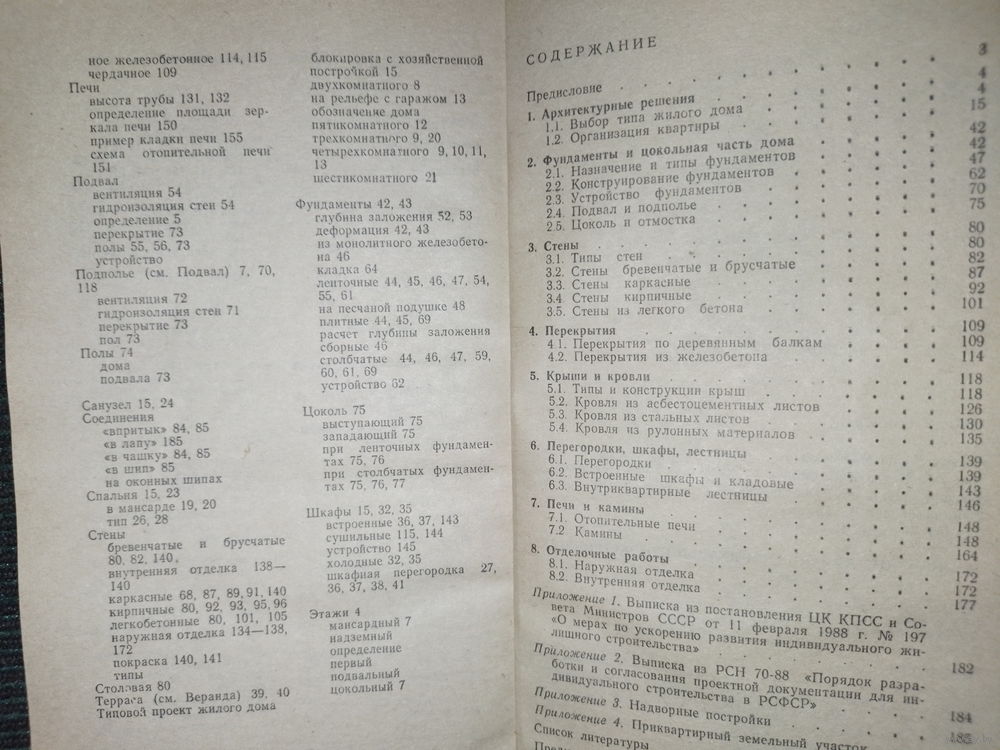 ное железобетонное 114, 115
чердачное 109
Печи
высота трубы 131, 132
определение площади зер-
кала печи 150
пример кладки печи 155
схема отопительной печи
151
Подвал
вентиляция 54
гидроизоляция стен 54
определение 5
перекрытие 73
полы 55, 56, 73
устройство
Подполье (см. Подвал) 7, 70,
118
вентиляция 72
гидроизоляция стен 71
перекрытие 73
пол 73
Полы 74
дома
подвала 73
Санузел 15, 24
Соединения
«впритык» 84, 85
«в лапу» 185
«в чашку» 84, 85
«в шип» 85
на оконных шипах
Спальня 15, 23
в мансарде 19, 20
тип 26, 28
Стены
бревенчатые и брусчатые
80, 82, 140
внутренняя отделка 138—
140
каркасные 68, 87, 89, 91, 140
кирпичные 80, 92, 93, 95, 96
легкобетонные 80, 101, 105
наружная отделка 134—138,
172
покраска 140, 141
типы
Столовая 80
Терраса (см. Веранда) 39, 40
Типовой проект жилого дома
блокировка с хозяйственной
постройкой 15
двухкомнатного 8
на рельефе с гаражом 13
обозначение дома
пятикомнатного 12
трехкомнатного 9, 20
четырехкомнатного 9, 10, 11,
13
шестикомнатного 21
Фундаменты 42, 43
глубина заложения 52, 53
деформация 42, 43
из монолитного железобето-
на 46
кладка 64
ленточные 44, 45, 46, 47, 54,
55, 61
на песчаной подушке 48
плитные 44, 45, 69
расчет глубины заложения
сборные 46
столбчатые 44, 46, 47, 59,
60, 61, 69
устройство 62
Цоколь 75
выступающий 75
западающий 75
при ленточных фундамен-
тах 75, 76
при столбчатых фундамен-
тах 75, 76, 77
Шкафы 15, 32, 35
встроенные 36, 37, 143
сушильные 115, 144
устройство 145
холодные 32, 35
шкафная перегородка 27,
36, 37, 38, 41
Этажи 4
мансардный 7
надземный
определение
первый
подвальный
цокольный 7
СОДЕРЖАНИЕ
Предисловие 3
1. Архитектурные решения 4
1.1. Выбор типа жилого дома 4
1.2. Организация квартиры 15
2. Фундаменты и цокольная часть дома 42
2.1. Назначение и типы фундаментов 42
2.2. Конструирование фундаментов 47
2.3. Устройство фундаментов 62
2.4. Подвал и подполье 70
2.5. Цоколь и отмостка 75
3. Стены 80
3.1. Типы стен 80
3.2. Стены бревенчатые и брусчатые 82
3.3. Стены каркасные 87
3.4. Стены кирпичные 92
3.5. Стены из легкого бетона 101
4. Перекрытия 109
4.1. Перекрытия по деревянным балкам 109
4.2. Перекрытия из железобетона 114
5. Крыши и кровли 118
5.1. Типы и конструкции крыш 118
5.2. Кровля из асбестоцементных листов 126
5.3. Кровля из стальных листов 130
5.4. Кровля из рулонных материалов 135
6. Перегородки, шкафы, лестницы 139
6.1. Перегородки 139
6.2. Встроенные шкафы и кладовые 143
6.3. Внутриквартирные лестницы 146
7. Печи и камины 148
7.1. Отопительные печи 148
7.2 Камины 164
8. Отделочные работы 172
8.1. Наружная отделка 172
8.2. Внутренняя отделка 177
Приложение 1. Выписка из постановления ЦК КПСС и Со-
вета Министров СССР от 11 февраля 1988 г. № 197
«О мерах по ускорению развития индивидуального жи-
лищного строительства» 182
Приложение 2. Выписка из РСН 70-88 «Порядок разра-
ботки и согласования проектной документации для ин-
дивидуального строительства в РСФСР» 184
Приложение 3. Надворные постройки
Приложение 4. Приквартирный земельный участок
Список литературы